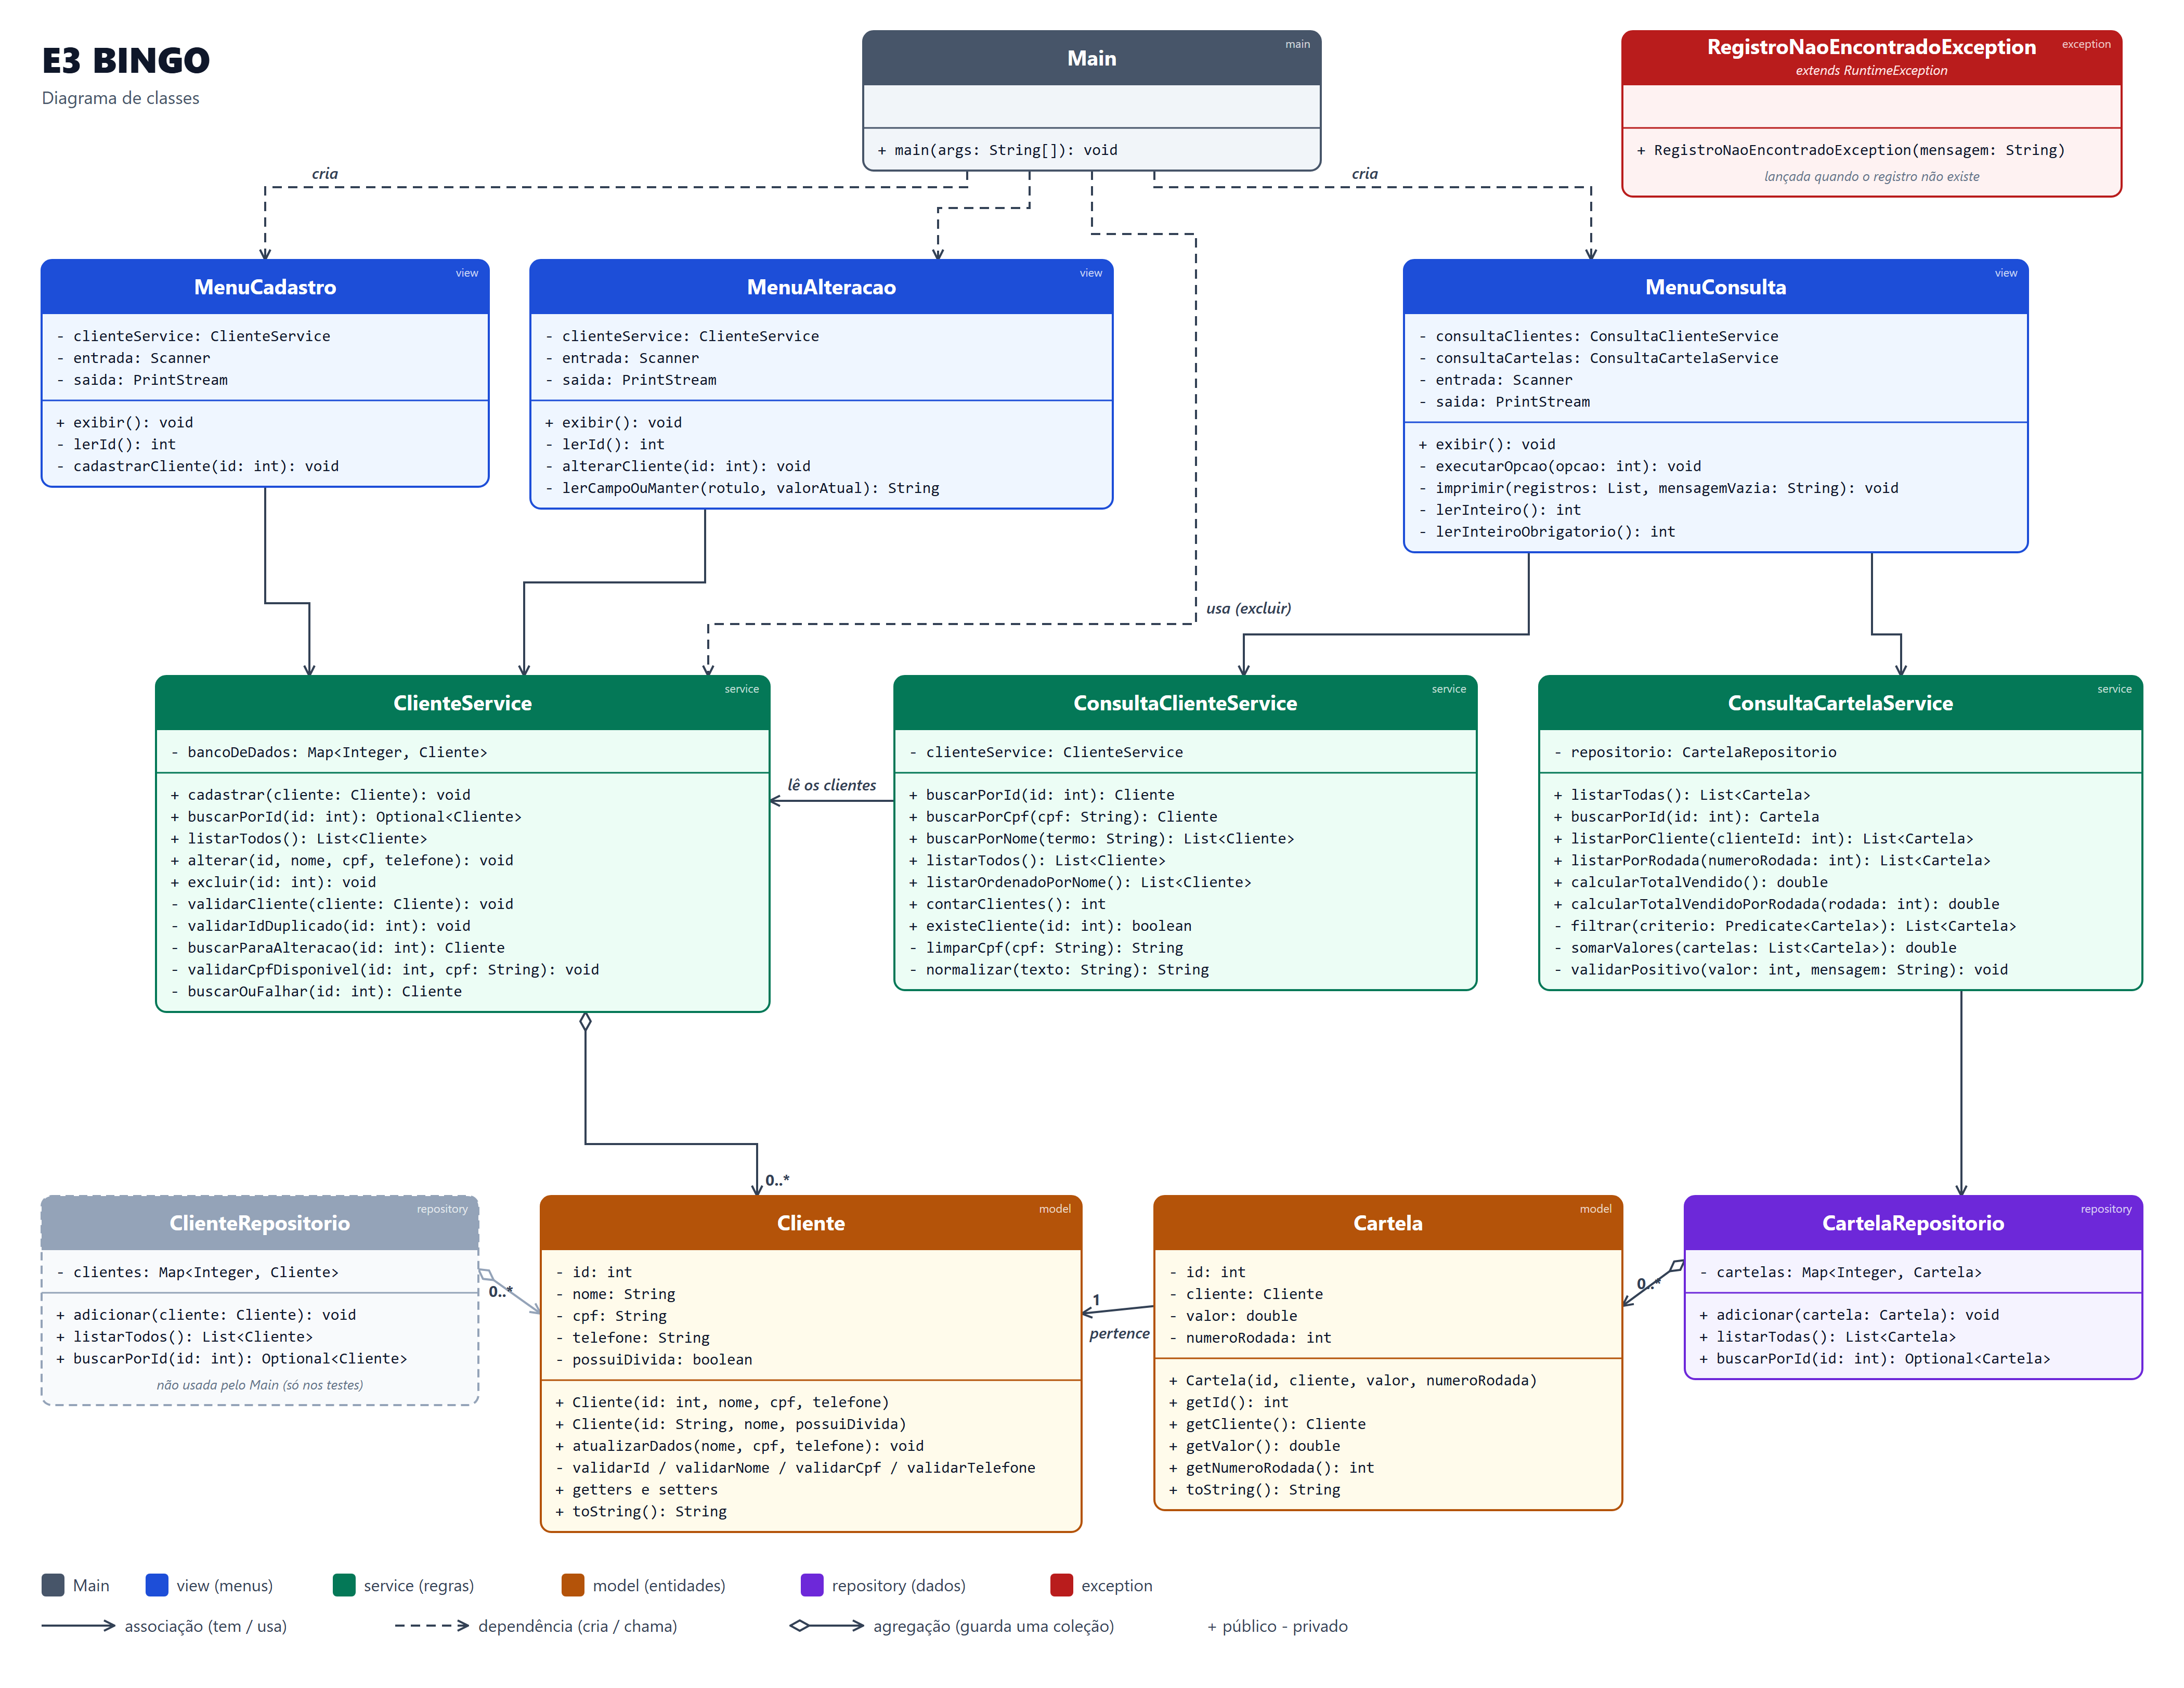 E3 BINGO
Diagrama de classes
Main
main
+ main(args: String[]): void
RegistroNaoEncontradoException
exception
extends RuntimeException
+ RegistroNaoEncontradoException(mensagem: String)
lançada quando o registro não existe
cria
cria
MenuCadastro
view
- clienteService: ClienteService
- entrada: Scanner
- saida: PrintStream
+ exibir(): void
- lerId(): int
- cadastrarCliente(id: int): void
MenuAlteracao
view
- clienteService: ClienteService
- entrada: Scanner
- saida: PrintStream
+ exibir(): void
- lerId(): int
- alterarCliente(id: int): void
- lerCampoOuManter(rotulo, valorAtual): String
MenuConsulta
view
- consultaClientes: ConsultaClienteService
- consultaCartelas: ConsultaCartelaService
- entrada: Scanner
- saida: PrintStream
+ exibir(): void
- executarOpcao(opcao: int): void
- imprimir(registros: List, mensagemVazia: String): void
- lerInteiro(): int
- lerInteiroObrigatorio(): int
usa (excluir)
ClienteService
service
- bancoDeDados: Map<Integer, Cliente>
+ cadastrar(cliente: Cliente): void
+ buscarPorId(id: int): Optional<Cliente>
+ listarTodos(): List<Cliente>
+ alterar(id, nome, cpf, telefone): void
+ excluir(id: int): void
- validarCliente(cliente: Cliente): void
- validarIdDuplicado(id: int): void
- buscarParaAlteracao(id: int): Cliente
- validarCpfDisponivel(id: int, cpf: String): void
- buscarOuFalhar(id: int): Cliente
lê os clientes
ConsultaClienteService
service
- clienteService: ClienteService
+ buscarPorId(id: int): Cliente
+ buscarPorCpf(cpf: String): Cliente
+ buscarPorNome(termo: String): List<Cliente>
+ listarTodos(): List<Cliente>
+ listarOrdenadoPorNome(): List<Cliente>
+ contarClientes(): int
+ existeCliente(id: int): boolean
- limparCpf(cpf: String): String
- normalizar(texto: String): String
ConsultaCartelaService
service
- repositorio: CartelaRepositorio
+ listarTodas(): List<Cartela>
+ buscarPorId(id: int): Cartela
+ listarPorCliente(clienteId: int): List<Cartela>
+ listarPorRodada(numeroRodada: int): List<Cartela>
+ calcularTotalVendido(): double
+ calcularTotalVendidoPorRodada(rodada: int): double
- filtrar(criterio: Predicate<Cartela>): List<Cartela>
- somarValores(cartelas: List<Cartela>): double
- validarPositivo(valor: int, mensagem: String): void
0..*
ClienteRepositorio
repository
- clientes: Map<Integer, Cliente>
+ adicionar(cliente: Cliente): void
+ listarTodos(): List<Cliente>
+ buscarPorId(id: int): Optional<Cliente>
não usada pelo Main (só nos testes)
0..*
Cliente
model
- id: int
- nome: String
- cpf: String
- telefone: String
- possuiDivida: boolean
+ Cliente(id: int, nome, cpf, telefone)
+ Cliente(id: String, nome, possuiDivida)
+ atualizarDados(nome, cpf, telefone): void
- validarId / validarNome / validarCpf / validarTelefone
+ getters e setters
+ toString(): String
1
pertence
Cartela
model
- id: int
- cliente: Cliente
- valor: double
- numeroRodada: int
+ Cartela(id, cliente, valor, numeroRodada)
+ getId(): int
+ getCliente(): Cliente
+ getValor(): double
+ getNumeroRodada(): int
+ toString(): String
0..*
CartelaRepositorio
repository
- cartelas: Map<Integer, Cartela>
+ adicionar(cartela: Cartela): void
+ listarTodas(): List<Cartela>
+ buscarPorId(id: int): Optional<Cartela>
Main
view (menus)
service (regras)
model (entidades)
repository (dados)
exception
associação (tem / usa)
dependência (cria / chama)
agregação (guarda uma coleção)
+ público - privado